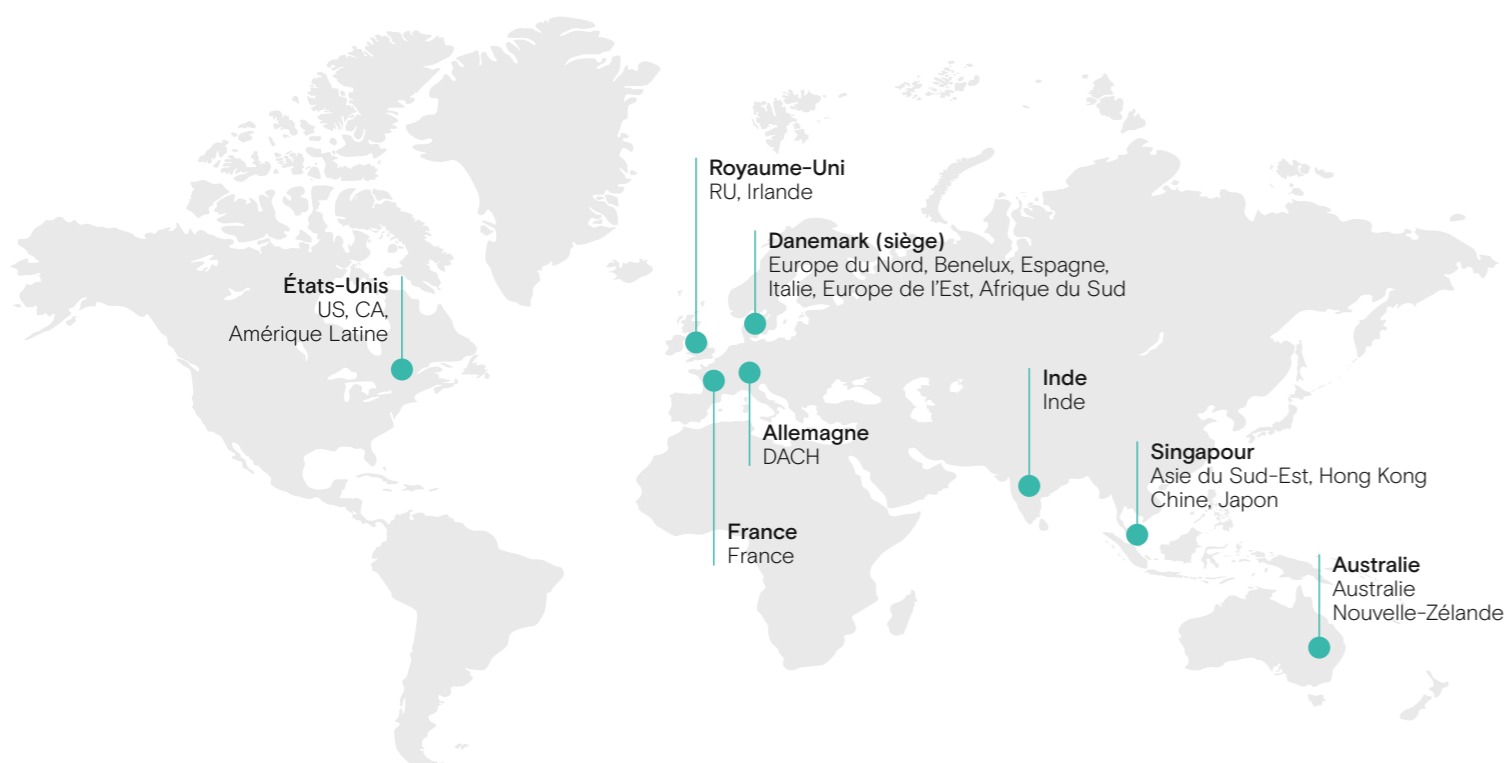 Royaume-Uni
RU, Irlande
Danemark (siège)
Europe du Nord, Benelux, Espagne,
Italie, Europe de l’Est, Afrique du Sud
États-Unis
US, CA,
Amérique Latine
Inde
Inde
Allemagne
DACH
Singapour
Asie du Sud-Est, Hong Kong
Chine, Japon
France
France
Australie
Australie
Nouvelle-Zélande